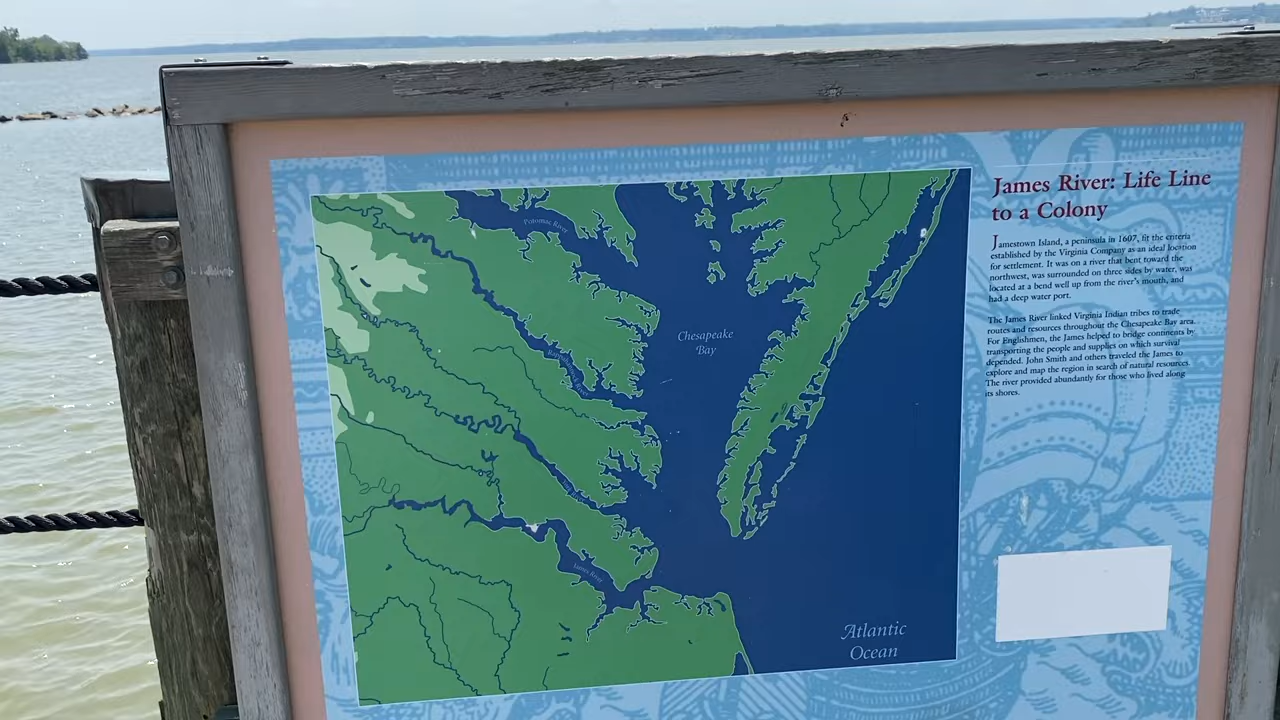 James River: Life Line
to a Colony
Jamestown Island, a peninsula in 1607, fit the criteria
established by the Virginia Company as an ideal location
for settlement. It was on a river that bent toward the
northwest, was surrounded on three sides by water, was
located at a bend well up from the river's mouth, and
had a deep water port.
The James River linked Virginia Indian tribes to trade
routes and resources throughout the Chesapeake Bay area.
For Englishmen, the James helped to bridge continents by
transporting the people and supplies on which survival
depended. John Smith and others traveled the James to
explore and map the region in search of natural resources.
The river provided abundantly for those who lived along
its shores.
Potomac River
Chesapeake
Bay
James River
Atlantic
Ocean